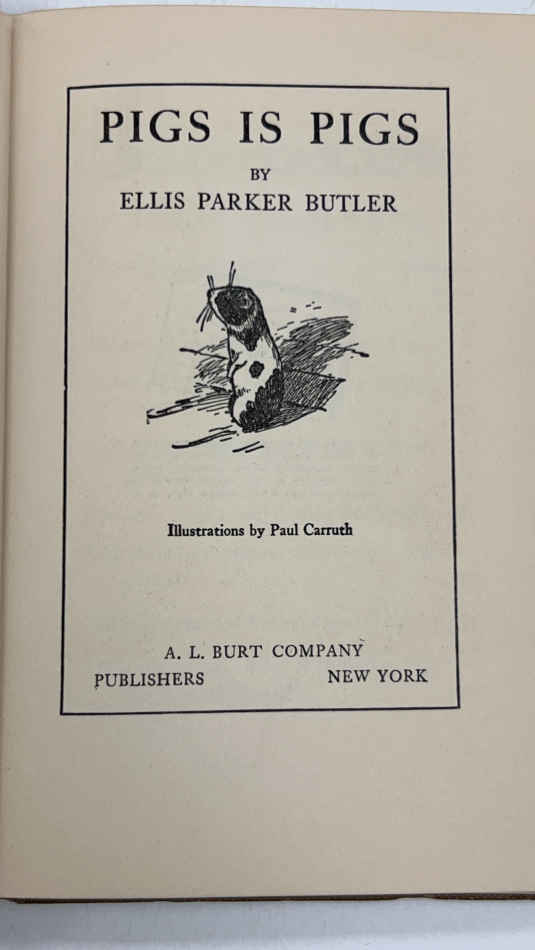 PIGS IS PIGS
BY
ELLIS PARKER BUTLER
Illustrations by Paul Carruth
A. L. BURT COMPANY
PUBLISHERS NEW YORK